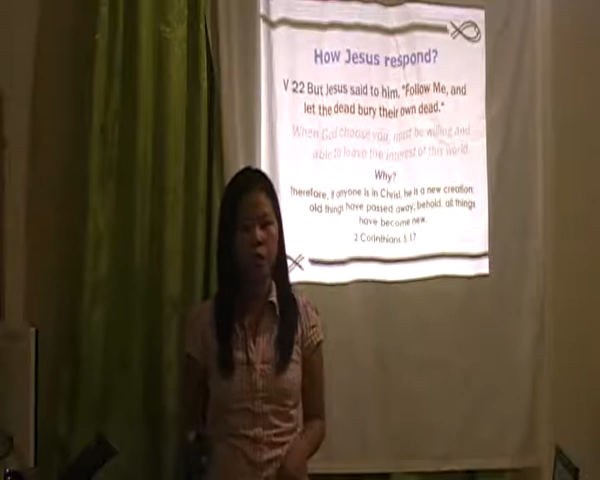 How Jesus respond?
V 22 But Jesus said to him, "Follow Me, and
let the dead bury their own dead."
When God choose you, must be willing and
able to leave the interest of this world.
Why?
Therefore, if anyone is in Christ, he is a new creation;
old things have passed away; behold, all things
have become new.
2 Corinthians 5:17